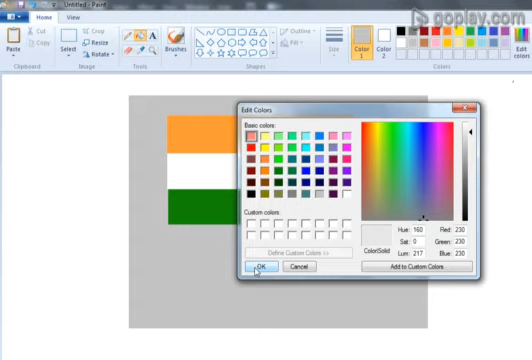 Untitled - Paint
goplay.com
Home
View
Paste
Cut
Copy
Clipboard
Select
Crop
Resize
Rotate
Image
A
Tools
Brushes
Outline
Fill
Shapes
Size
Color 1
Color 2
Edit colors
Colors
Edit Colors
Basic colors:
Custom colors:
Define Custom Colors >>
OK
Cancel
Color|Solid
Hue: 160
Red: 230
Sat: 0
Green: 230
Lum: 217
Blue: 230
Add to Custom Colors